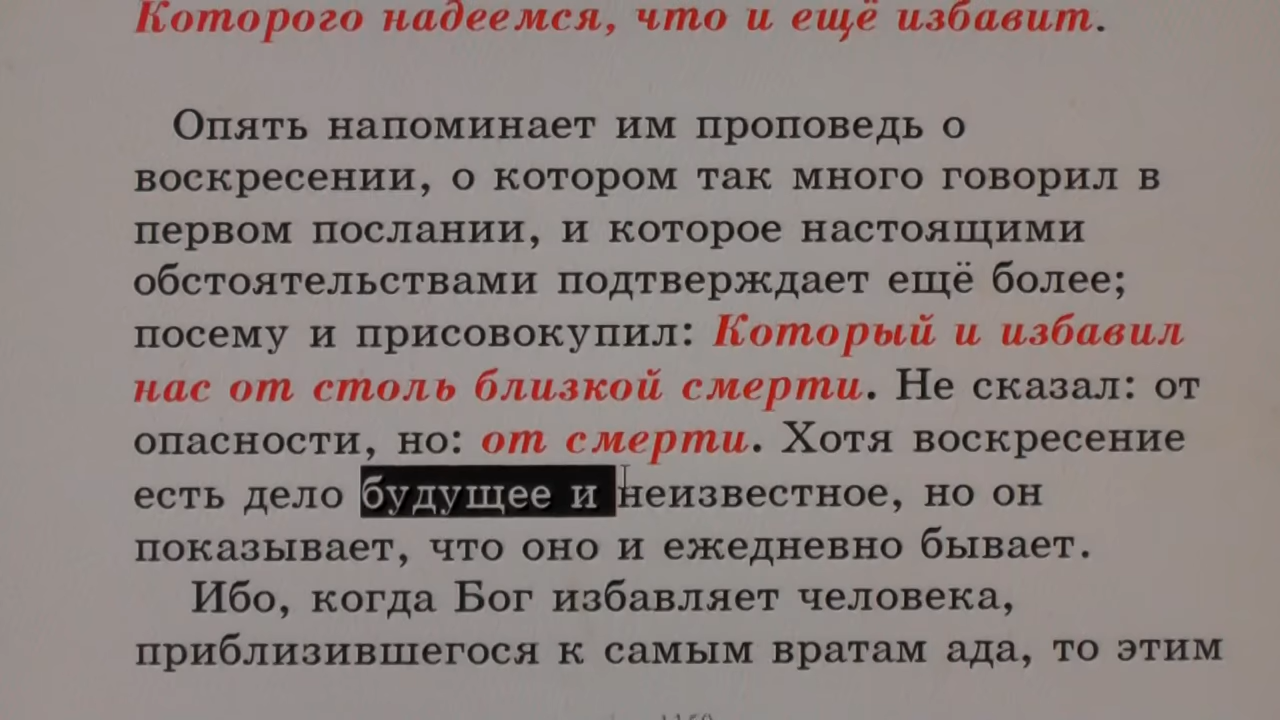 Которого надеемся, что и ещё избавит.
Опять напоминает им проповедь о
воскресении, о котором так много говорил в
первом послании, и которое настоящими
обстоятельствами подтверждает ещё более;
посему и присовокупил: Который и избавил
нас от столь близкой смерти. Не сказал: от
опасности, но: от смерти. Хотя воскресение
есть дело будущее и неизвестное, но он
показывает, что оно и ежедневно бывает.
Ибо, когда Бог избавляет человека,
приблизившегося к самым вратам ада, то этим